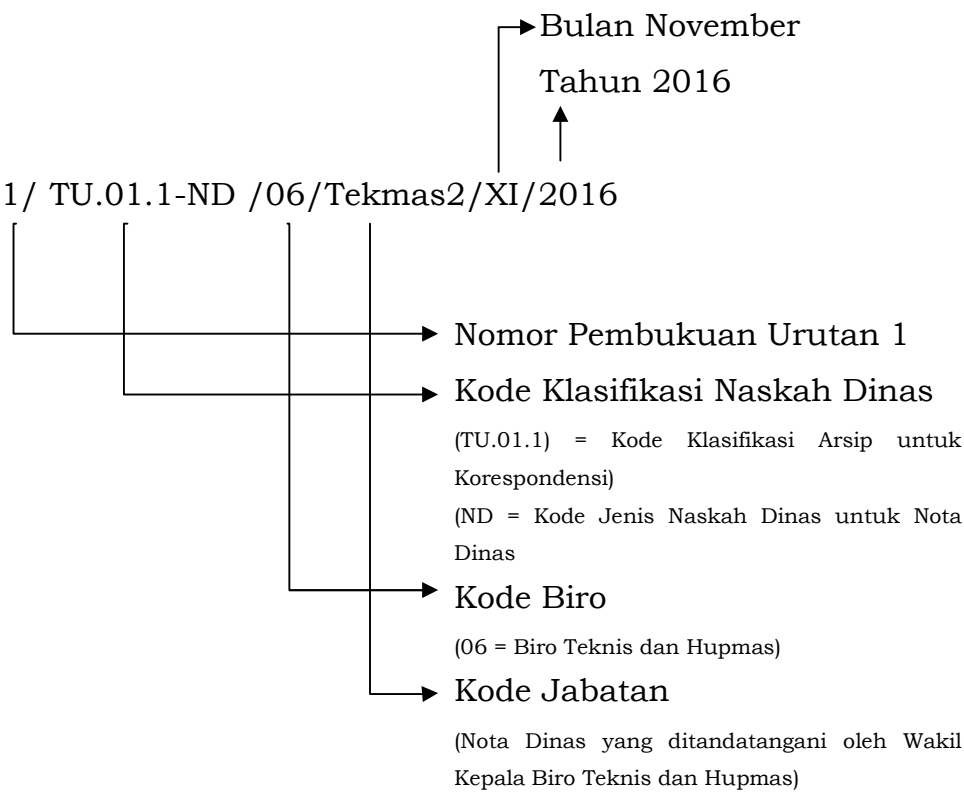 Bulan November
Tahun 2016
1/ TU.01.1-ND /06/Tekmas2/XI/2016
Nomor Pembukuan Urutan 1
Kode Klasifikasi Naskah Dinas
(TU.01.1) = Kode Klasifikasi Arsip untuk
Korespondensi)
(ND = Kode Jenis Naskah Dinas untuk Nota
Dinas
Kode Biro
(06 = Biro Teknis dan Hupmas)
Kode Jabatan
(Nota Dinas yang ditandatangani oleh Wakil
Kepala Biro Teknis dan Hupmas)